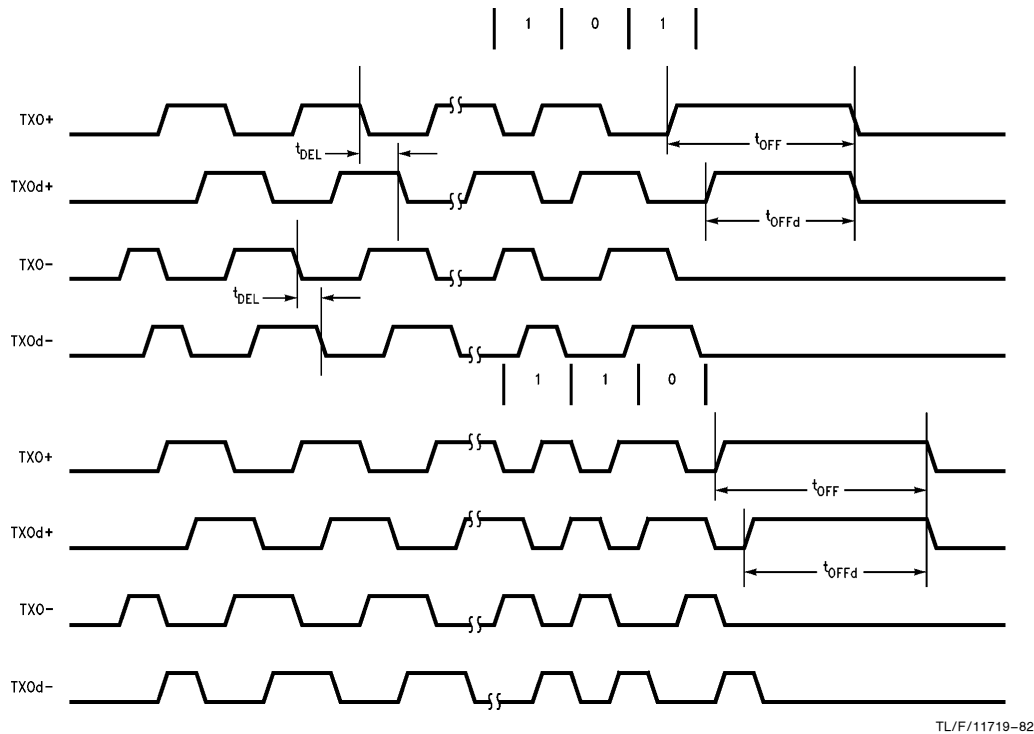 1 0 1
TXO+
tDEL
tOFF
TXOd+
tOFFd
TXO-
tDEL
TXOd-
1 1 0
TXO+
tOFF
TXOd+
tOFFd
TXO-
TXOd-
TL/F/11719-82